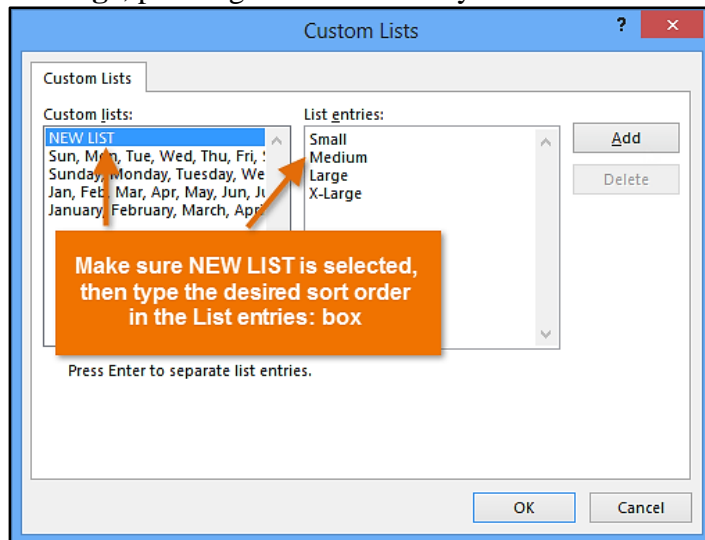 Custom Lists
? ×
Custom Lists
Custom lists:
List entries:
NEW LIST
Sun, Mon, Tue, Wed, Thu, Fri,
Sunday, Monday, Tuesday, We
Jan, Feb, Mar, Apr, May, Jun,
January, February, March, Apr
Small
Medium
Large
X-Large
Add
Delete
Make sure NEW LIST is selected,
then type the desired sort order
in the List entries: box
Press Enter to separate list entries.
OK
Cancel